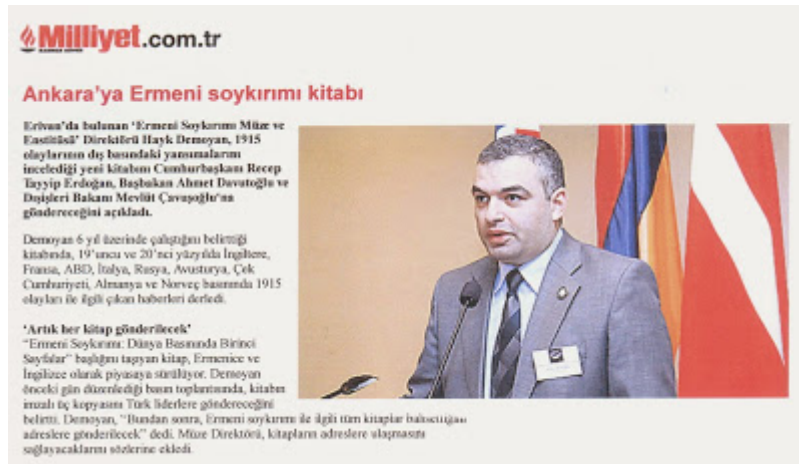 Milliyet.com.tr
Ankara'ya Ermeni soykırımı kitabı
Erivan'da bulunan 'Ermeni Soykırımı Müze ve
Enstitüsü' Direktörü Hayk Demoyan, 1915
olaylarının dış basındaki yansımalarını
incelediği yeni kitabını Cumhurbaşkanı Recep
Tayyip Erdoğan, Başbakan Ahmet Davutoğlu ve
Dışişleri Bakanı Mevlüt Çavuşoğlu'na
göndereceğini açıkladı.
Demoyan 6 yıl üzerinde çalıştığını belirttiği
kitabında, 19'uncu ve 20'nci yüzyılda İngiltere,
Fransa, ABD, İtalya, Rusya, Avusturya, Çek
Cumhuriyeti, Almanya ve Norveç basınında 1915
olayları ile ilgili çıkan haberleri derledi.
'Artık her kitap gönderilecek'
"Ermeni Soykırımı: Dünya Basınında Birinci
Sayfalar" başlığını taşıyan kitap, Ermenice ve
İngilizce olarak piyasaya sürülüyor. Demoyan
önceki gün düzenlediği basın toplantısında, kitabın
imzalı üç kopyasını Türk liderlere göndereceğini
belirtti. Demoyan, "Bundan sonra, Ermeni soykırımı ile ilgili tüm kitaplar
adreslere gönderilecek" dedi. Müze Direktörü, kitapların adreslere ulaşmasını
sağlayacaklarını sözlerine ekledi.